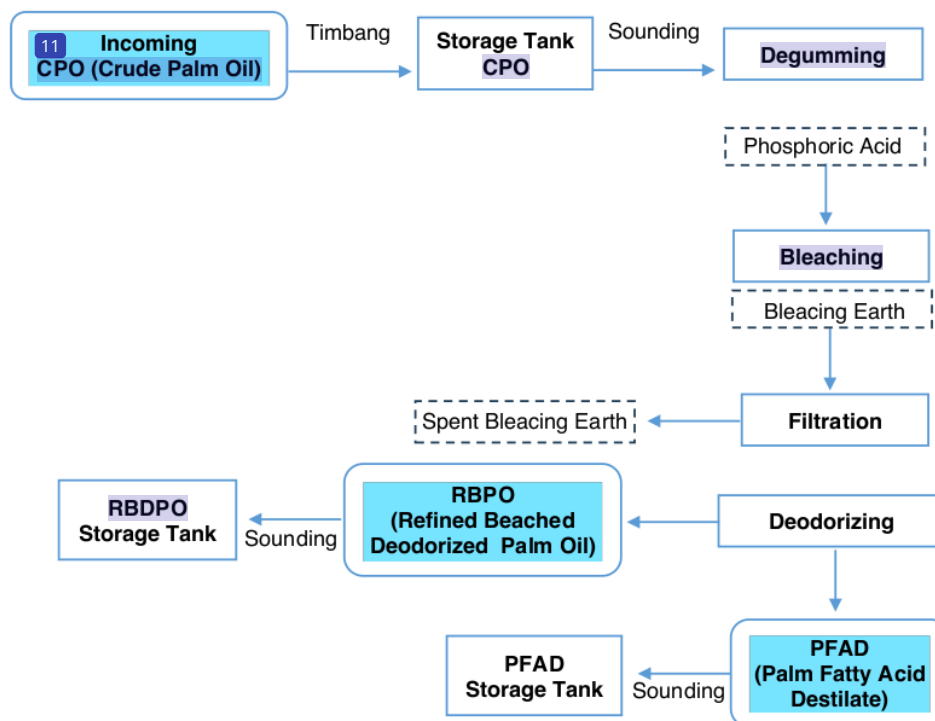 11
Incoming
CPO (Crude Palm Oil)
Timbang
Storage Tank
CPO
Sounding
Degumming
Phosphoric Acid
Bleaching
Bleacing Earth
Filtration
Spent Bleacing Earth
RBDPO
Storage Tank
Sounding
RBPO
(Refined Beached
Deodorized Palm Oil)
Deodorizing
PFAD
Storage Tank
Sounding
PFAD
(Palm Fatty Acid
Destilate)